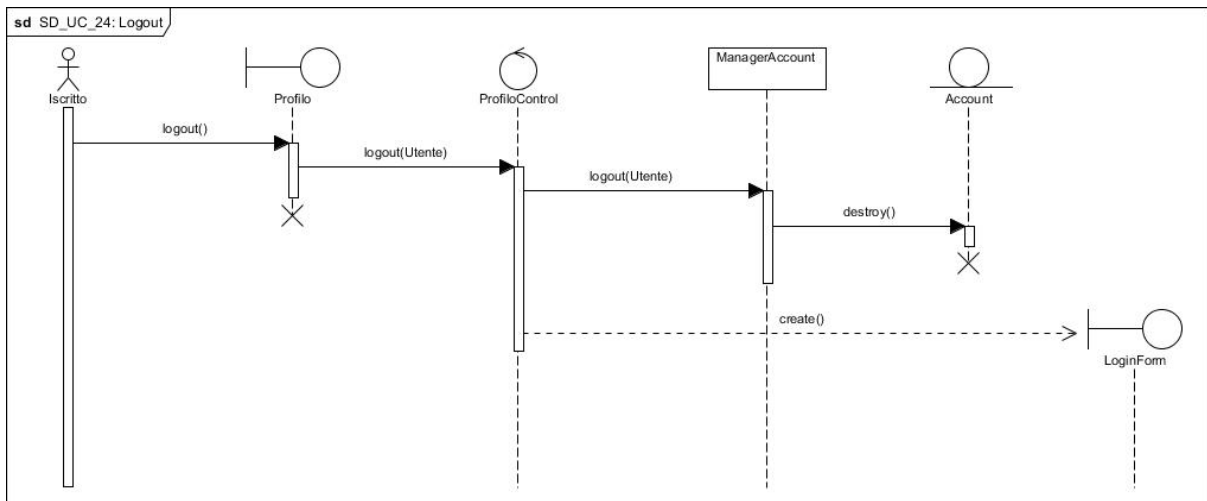 sd SD_UC_24: Logout
Iscritto
Profilo
ProfiloControl
ManagerAccount
Account
logout()
logout(Utente)
logout(Utente)
destroy()
create()
LoginForm